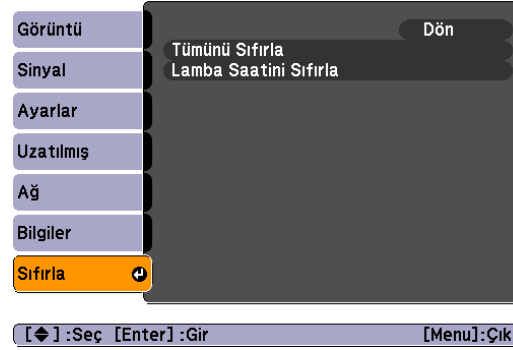 Görüntü
Sinyal
Ayarlar
Uzatılmış
Ağ
Bilgiler
Sıfırla
Dön
Tümünü Sıfırla
Lamba Saatini Sıfırla
[◆] :Seç [Enter] :Gir [Menu]:Çık